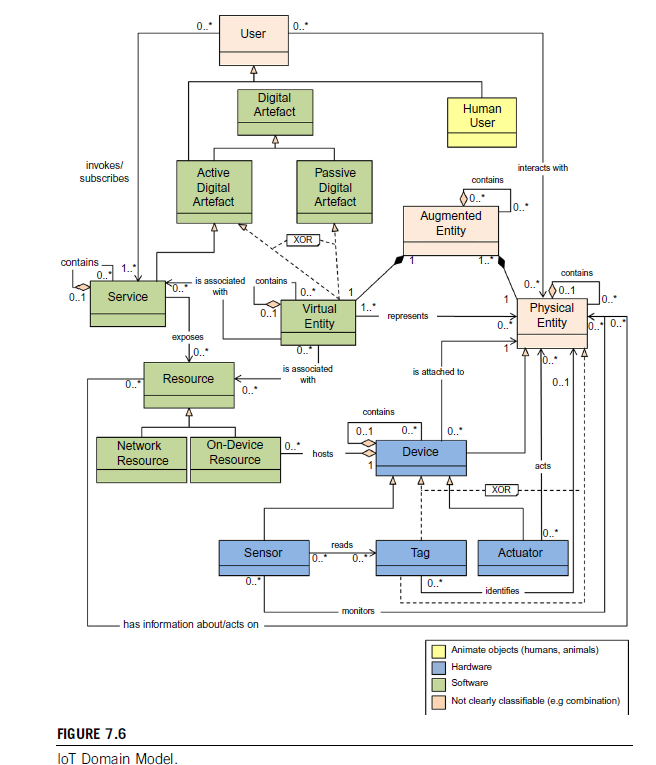 0..*
User
0..*
Digital
Artefact
Human
User
invokes/
subscribes
Active
Digital
Artefact
Passive
Digital
Artefact
interacts with
contains
0..*
0..*
Augmented
Entity
XOR
1
1..*
contains
0..*
1..*
0..1
Service
0..*
is associated
with
contains
0..*
0..1
Virtual
Entity
1
1..*
represents
contains
0..*
0..1
0..*
1
Physical
Entity
0..*
0..*
0..*
1
exposes
0..*
0..*
is associated
with
Resource
0..*
0..*
is attached to
0..*
0..1
contains
0..1
0..*
0..*
Network
Resource
On-Device
Resource
0..*
hosts
1
Device
acts
XOR
0..*
Sensor
reads
0..*
0..*
Tag
Actuator
0..*
0..*
identifies
monitors
has information about/acts on
Animate objects (humans, animals)
Hardware
Software
Not clearly classifiable (e.g combination)
FIGURE 7.6
IoT Domain Model.